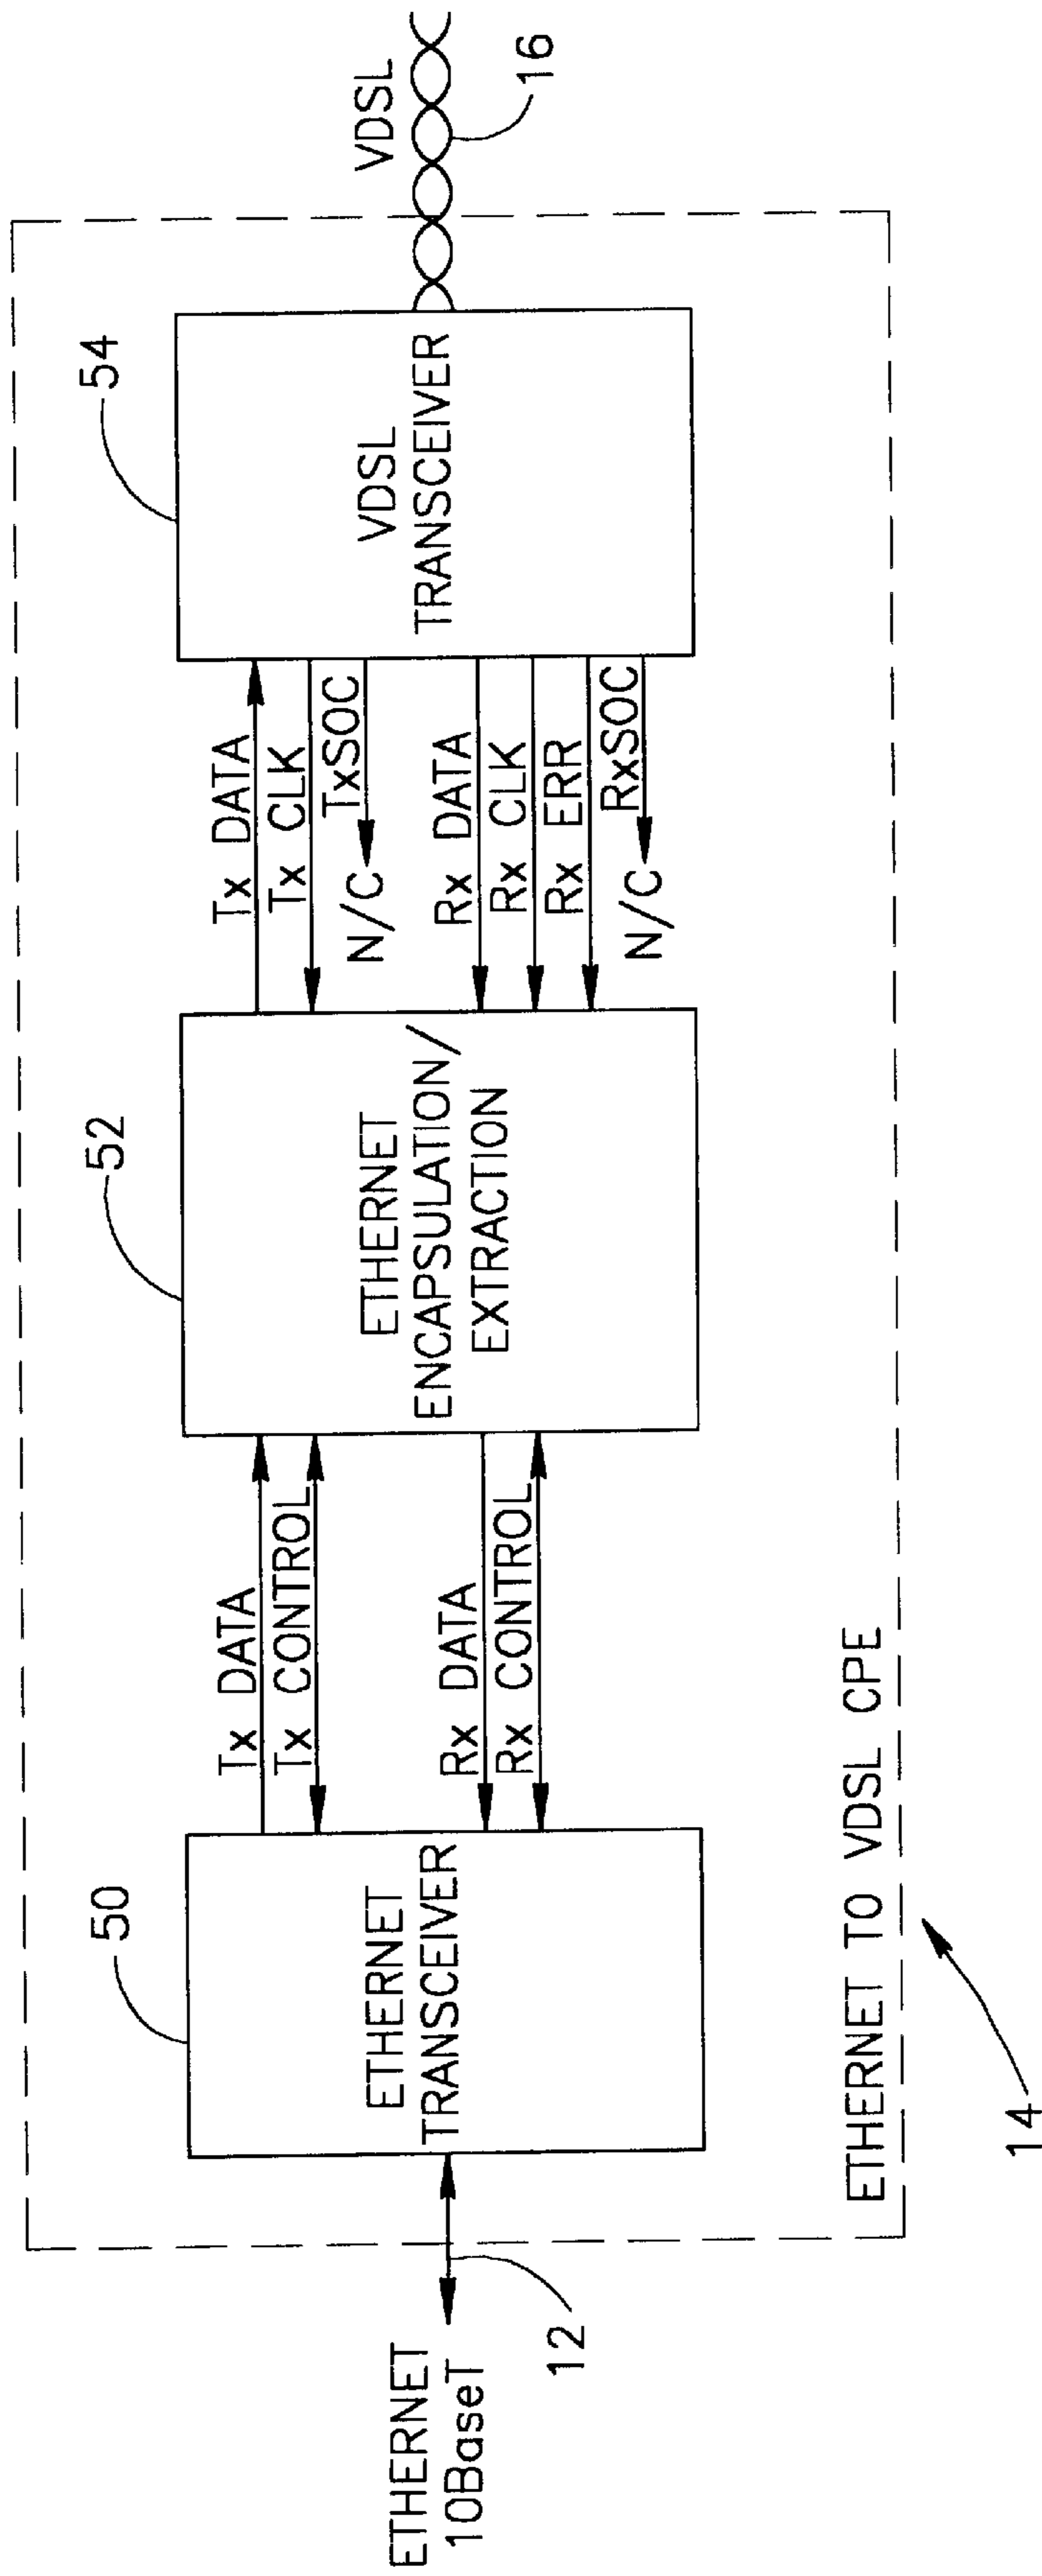 ETHERNET
10BaseT
12
50
ETHERNET
TRANSCEIVER
Tx DATA
Tx CONTROL
Rx DATA
Rx CONTROL
52
ETHERNET
ENCAPSULATION/
EXTRACTION
Tx DATA
Tx CLK
TxSOC
N/C
Rx DATA
Rx CLK
Rx ERR
RxSOC
N/C
54
VDSL
TRANSCEIVER
VDSL
16
ETHERNET TO VDSL CPE
14